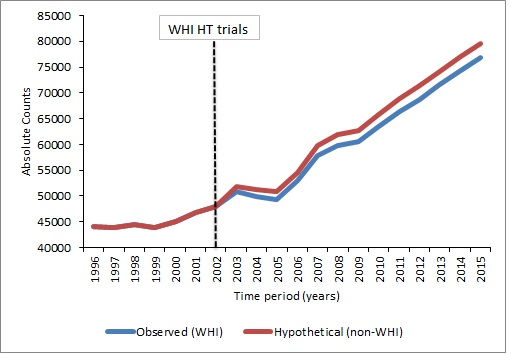 WHI HT trials
85000
80000
75000
70000
65000
60000
55000
50000
45000
40000
Absolute Counts
1996 1997 1998 1999 2000 2001 2002 2003 2004 2005 2006 2007 2008 2009 2010 2011 2012 2013 2014 2015
Time period (years)
Observed (WHI) Hypothetical (non-WHI)